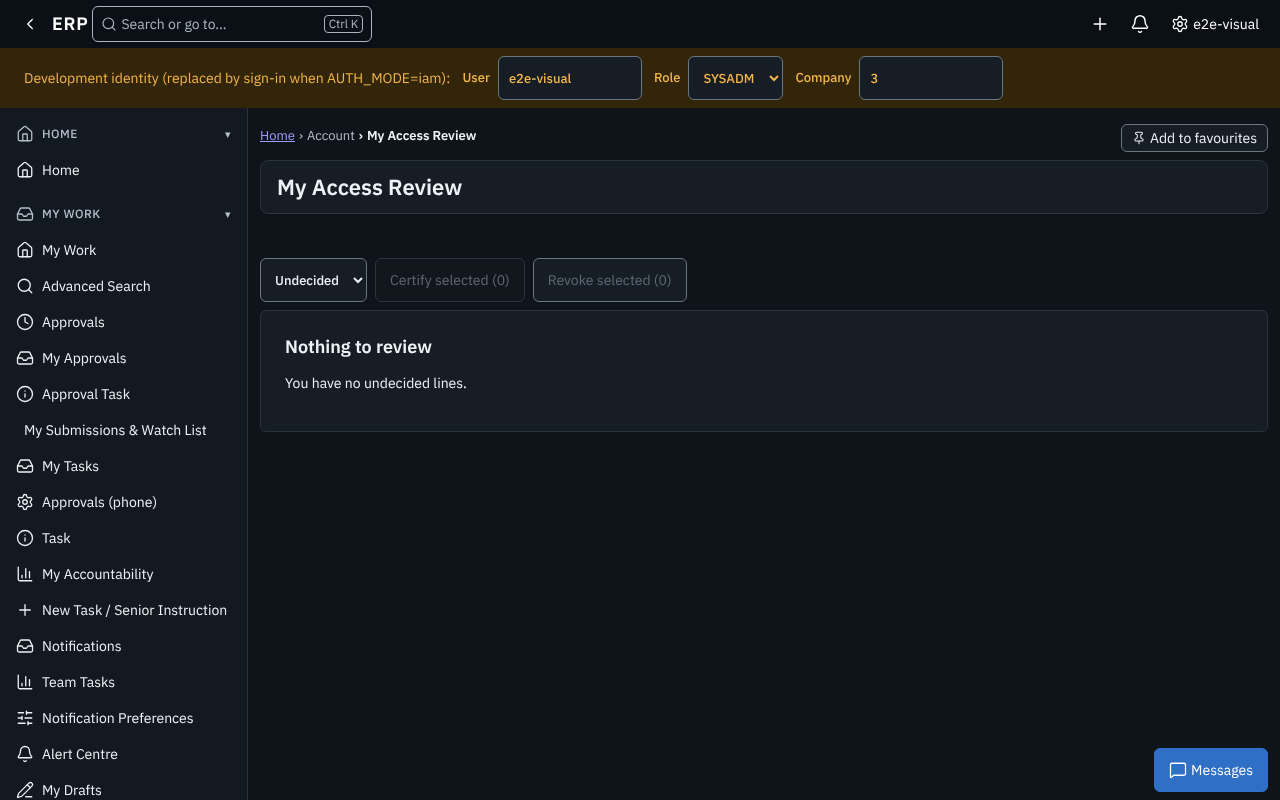 ERP
Search or go to...
Ctrl K
e2e-visual
Development identity (replaced by sign-in when AUTH_MODE=iam): User e2e-visual Role SYSADM Company 3
HOME
Home
MY WORK
My Work
Advanced Search
Approvals
My Approvals
Approval Task
My Submissions & Watch List
My Tasks
Approvals (phone)
Task
My Accountability
New Task / Senior Instruction
Notifications
Team Tasks
Notification Preferences
Alert Centre
My Drafts
Home › Account › My Access Review
Add to favourites
My Access Review
Undecided
Certify selected (0)
Revoke selected (0)
Nothing to review
You have no undecided lines.
Messages